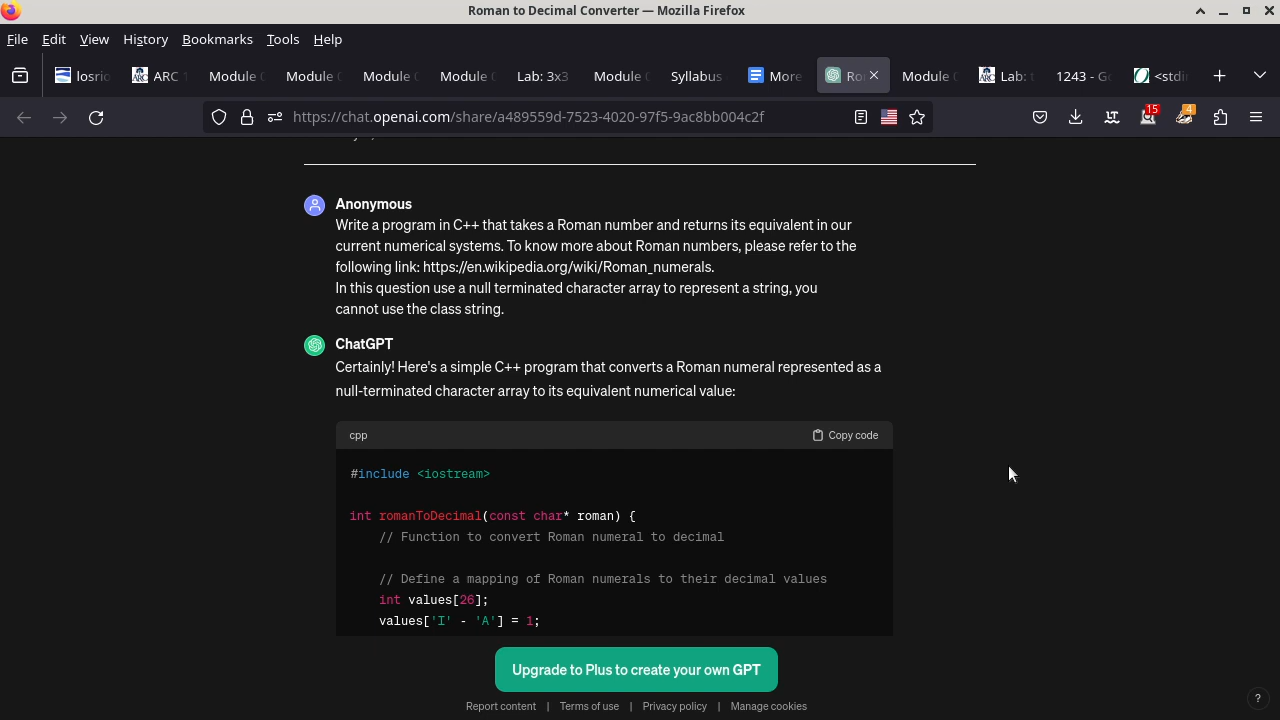 Roman to Decimal Converter — Mozilla Firefox
File Edit View History Bookmarks Tools Help
losrio ARC Module Module Module Module Lab: 3x3 Module Syllabus More Ro Module Lab: t 1243 - Go <stdi
https://chat.openai.com/share/a489559d-7523-4020-97f5-9ac8bb004c2f 15 4
Anonymous
Write a program in C++ that takes a Roman number and returns its equivalent in our
current numerical systems. To know more about Roman numbers, please refer to the
following link: https://en.wikipedia.org/wiki/Roman_numerals.
In this question use a null terminated character array to represent a string, you
cannot use the class string.
ChatGPT
Certainly! Here's a simple C++ program that converts a Roman numeral represented as a
null-terminated character array to its equivalent numerical value:
cpp Copy code
#include <iostream>
int romanToDecimal(const char* roman) {
// Function to convert Roman numeral to decimal
// Define a mapping of Roman numerals to their decimal values
int values[26];
values['I' - 'A'] = 1;
Upgrade to Plus to create your own GPT
Report content | Terms of use | Privacy policy | Manage cookies
?